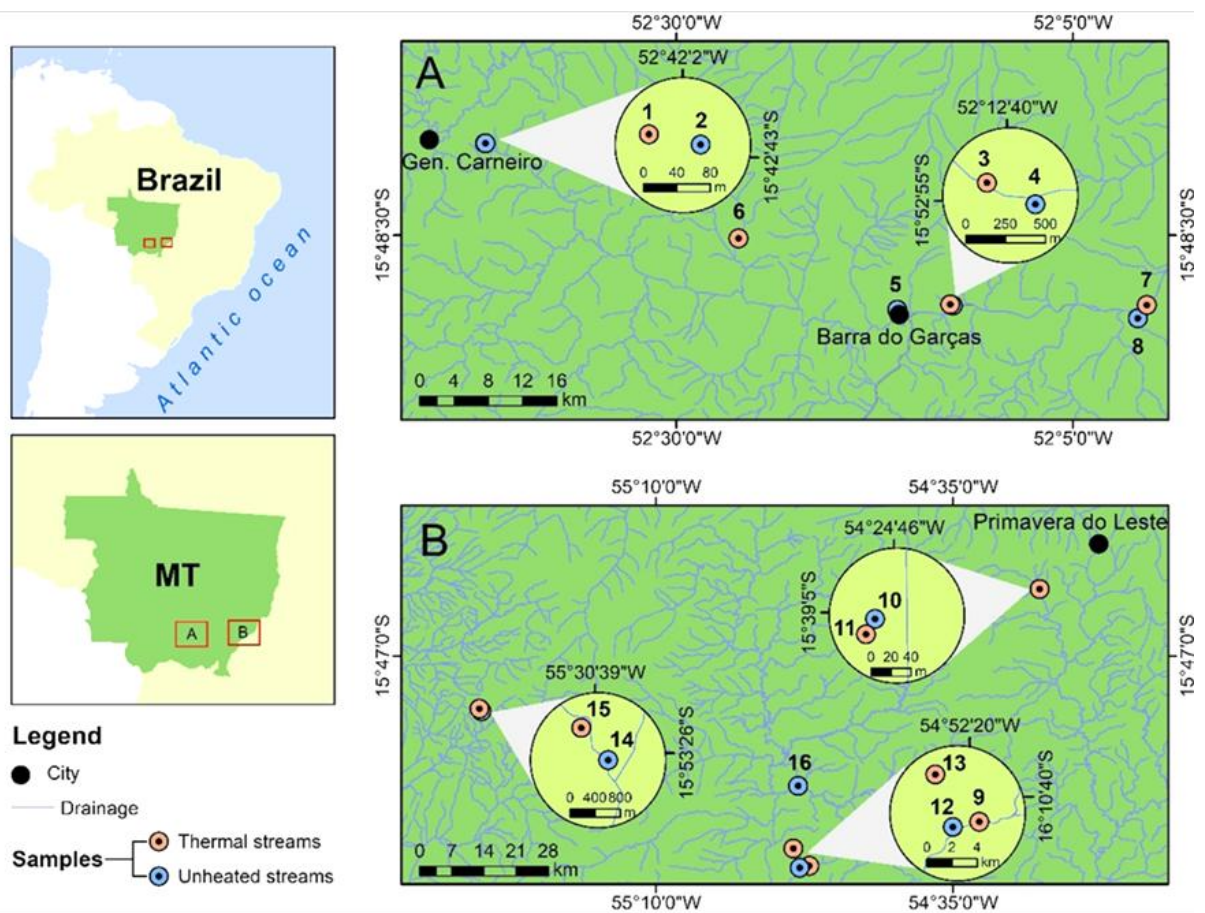 Brazil
Atlantic ocean
MT
A
B
Legend
City
Drainage
Samples
Thermal streams
Unheated streams
52°30'0"W
52°5'0"W
A
52°42'2"W
1
2
15°42'43"S
0 40 80
m
Gen. Carneiro
52°12'40"W
3
4
15°52'55"S
0 250 500
m
15°48'30"S
15°48'30"S
6
5
Barra do Garças
7
8
0 4 8 12 16
km
52°30'0"W
52°5'0"W
55°10'0"W
54°35'0"W
B
Primavera do Leste
54°24'46"W
15°39'5"S
10
11
0 20 40
m
15°47'0"S
15°47'0"S
55°30'39"W
15
14
15°53'26"S
0 400 800
m
16
54°52'20"W
13
12
9
16°10'40"S
0 2 4
km
0 7 14 21 28
km
55°10'0"W
54°35'0"W